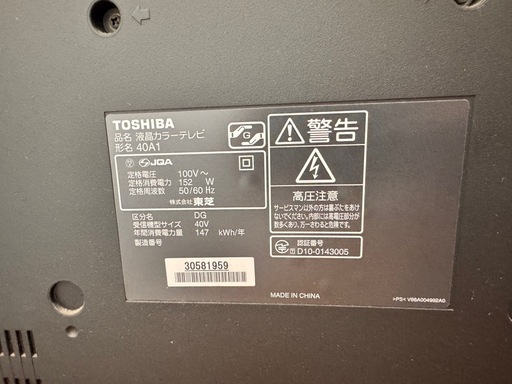 TOSHIBA
品名 液晶カラーテレビ
形名 40A1
JQA
定格電圧 100V～
定格消費電力 152 W
定格周波数 50/60 Hz
株式会社 東芝
区分 DG
受信機型サイズ 40V
年間消費電力量 147 kWh/年
製造番号
30581959
警告
高圧注意
サービスマン以外の方は裏ぶたをあけ
ないでください。内部には高電圧部分が
数多くあり、万一さわると危険です。
認証番号
D10-0143005
MADE IN CHINA
>PS< V98A004992A0